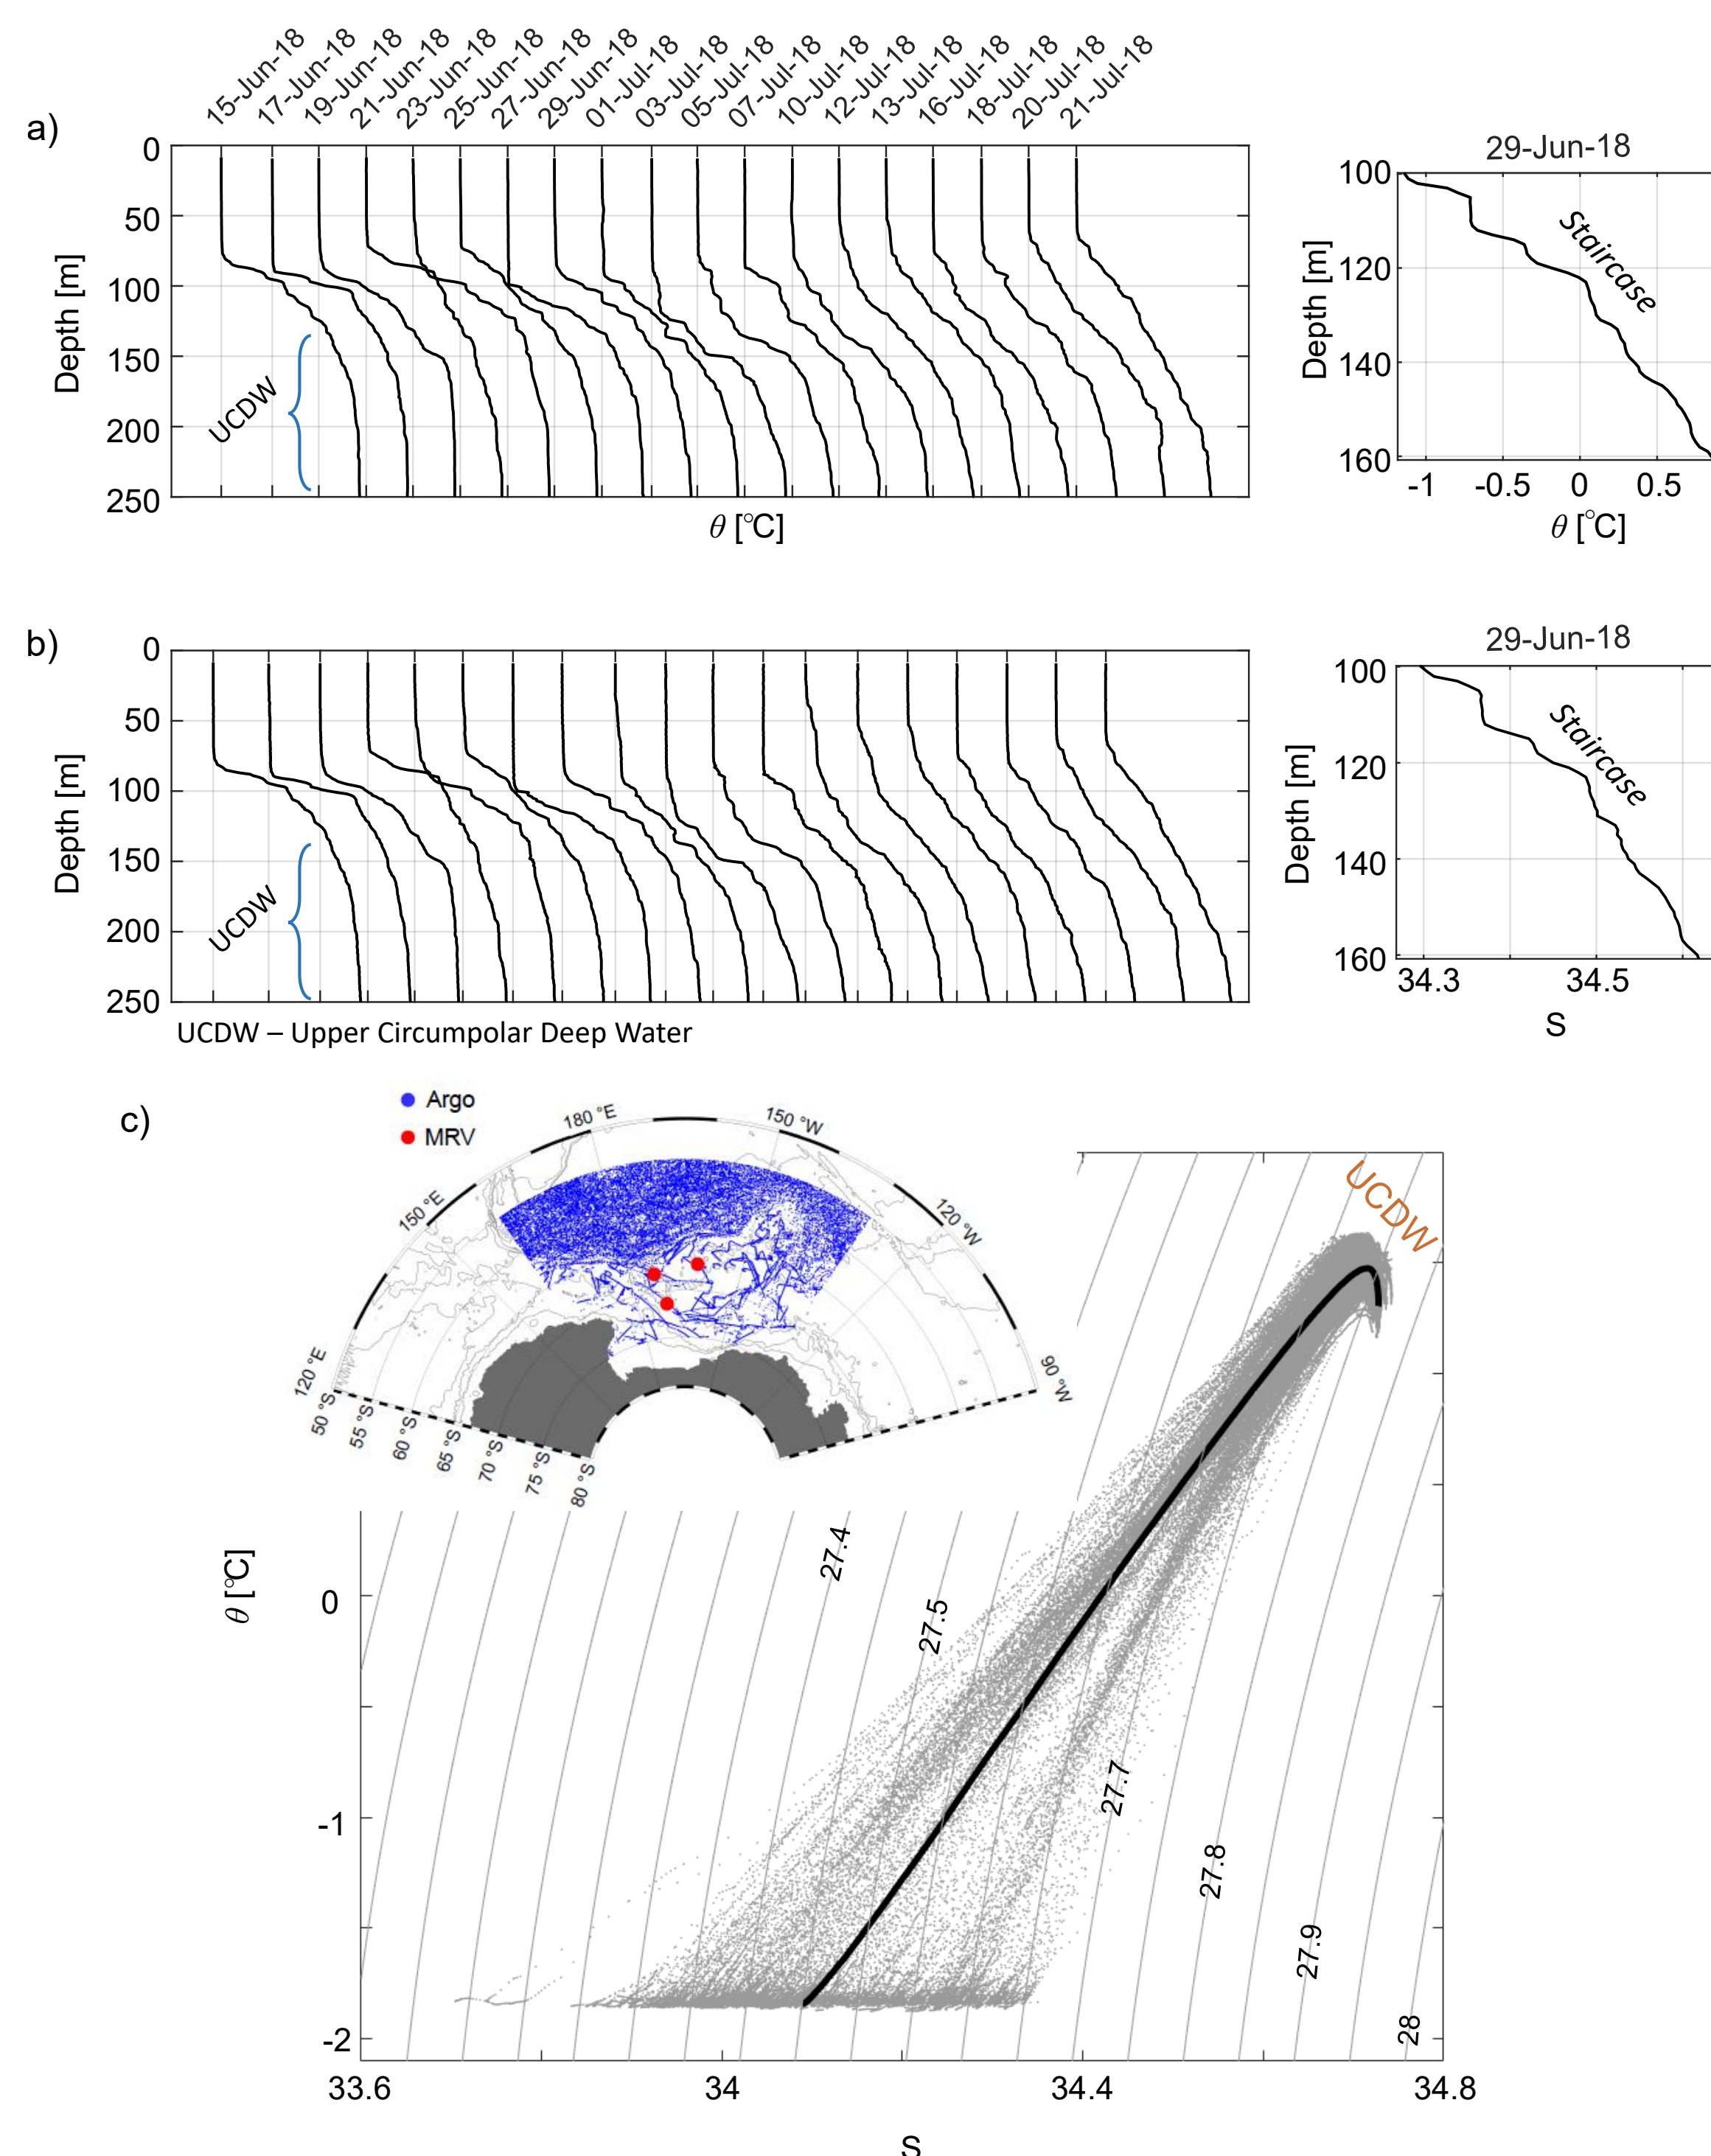 15-Jun-18
17-Jun-18
19-Jun-18
21-Jun-18
23-Jun-18
25-Jun-18
27-Jun-18
29-Jun-18
01-Jul-18
03-Jul-18
05-Jul-18
07-Jul-18
10-Jul-18
12-Jul-18
13-Jul-18
16-Jul-18
18-Jul-18
20-Jul-18
21-Jul-18
a)
0
50
100
150
200
250
Depth [m]
UCDW
θ [°C]
29-Jun-18
100
120
140
160
Depth [m]
Staircase
-1
-0.5
0
0.5
θ [°C]
b)
0
50
100
150
200
250
Depth [m]
UCDW
UCDW – Upper Circumpolar Deep Water
29-Jun-18
100
120
140
160
Depth [m]
Staircase
34.3
34.5
S
c)
Argo
MRV
120 °E
150 °E
180 °E
150 °W
120 °W
90 °W
50 °S
55 °S
60 °S
65 °S
70 °S
75 °S
80 °S
UCDW
θ [°C]
0
-1
-2
27.4
27.5
27.7
27.8
27.9
28
33.6
34
34.4
34.8
S